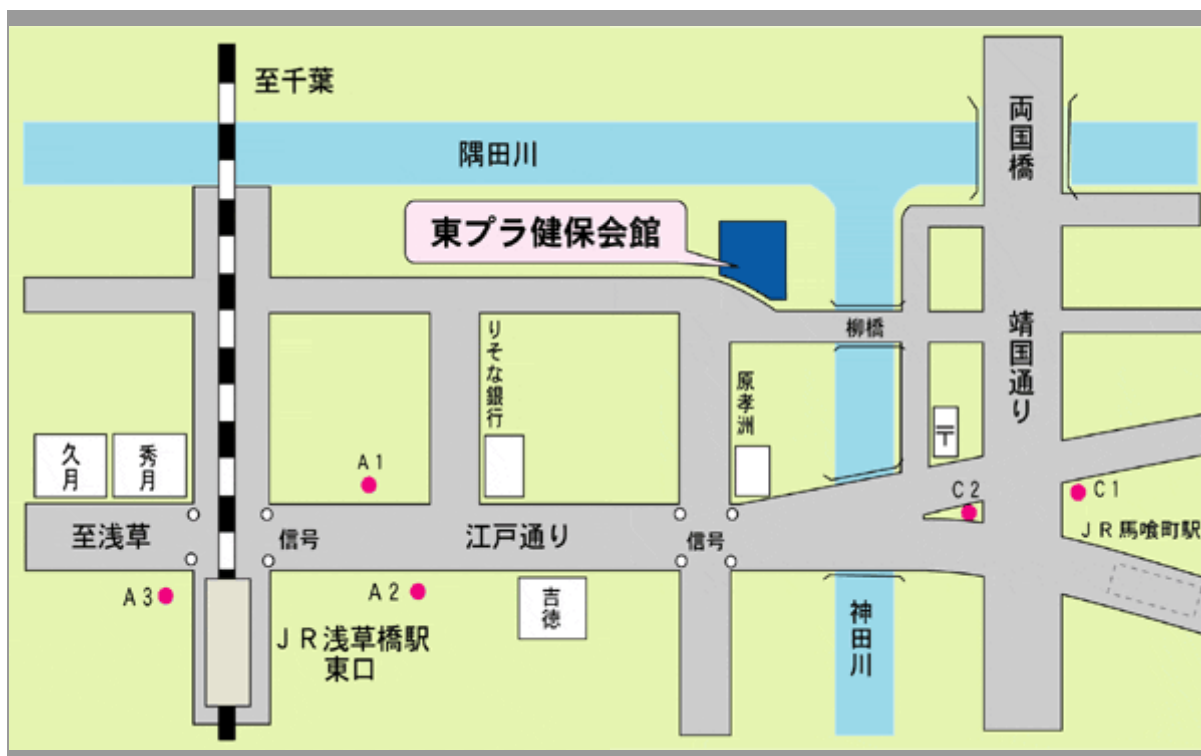 至千葉
隅田川
両国橋
東プラ健保会館
柳橋
靖国通り
りそな銀行
原孝洲
〒
久月
秀月
A1
C2
C1
至浅草
信号
江戸通り
信号
JR馬喰町駅
A3
A2
吉徳
神田川
JR浅草橋駅
東口